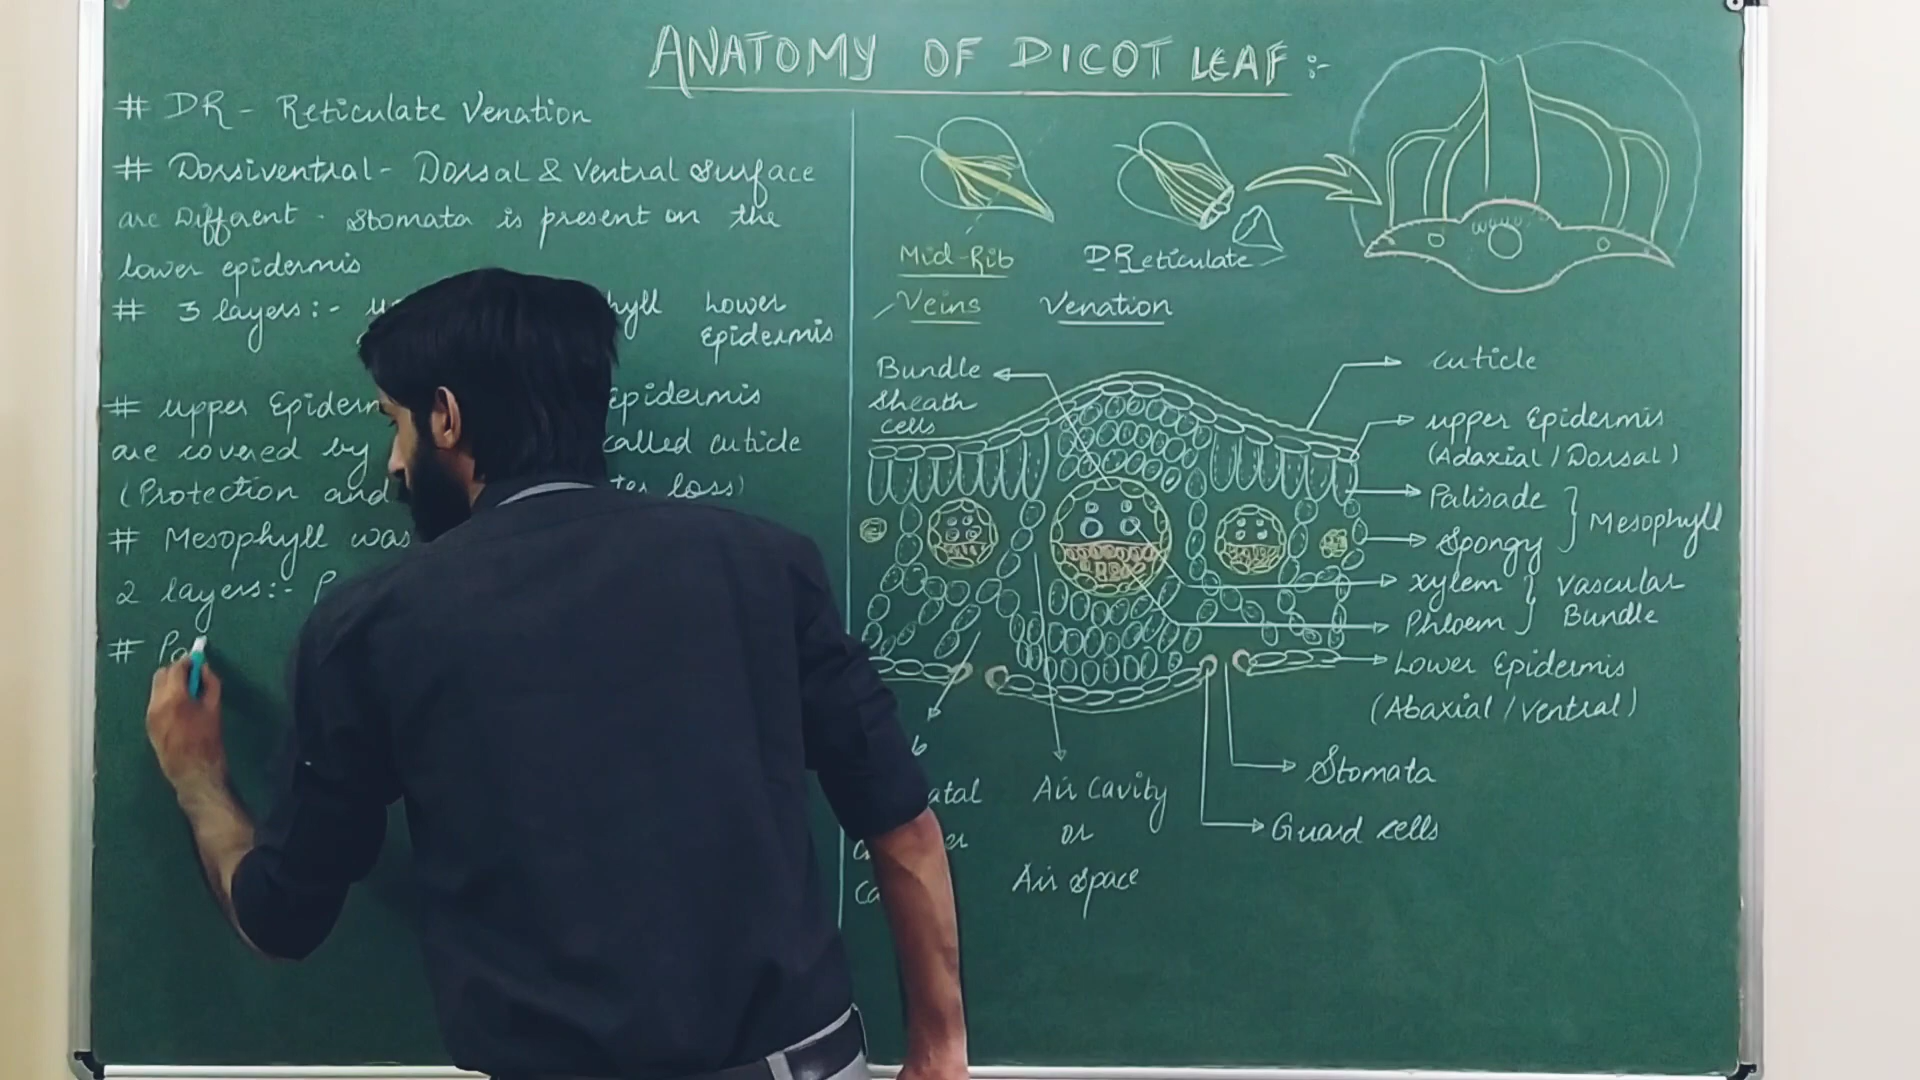 ANATOMY OF DICOT LEAF :-
# DR - Reticulate Venation
# Dorsiventral - Dorsal & Ventral Surface
are Different - Stomata is present on the
lower epidermis
# 3 layers :- Lower
Epidermis
# upper Epidermis
are covered by called cuticle
(Protection and loss)
# Mesophyll was
2 layers :-
#
Mid-Rib
Veins
DReticulate
Venation
Bundle
Sheath
cells
cuticle
upper Epidermis
(Adaxial / Dorsal)
Palisade
Spongy
Mesophyll
xylem
Phloem
Vascular
Bundle
Lower Epidermis
(Abaxial / Ventral)
Stomata
Guard cells
Air Cavity
or
Air Space